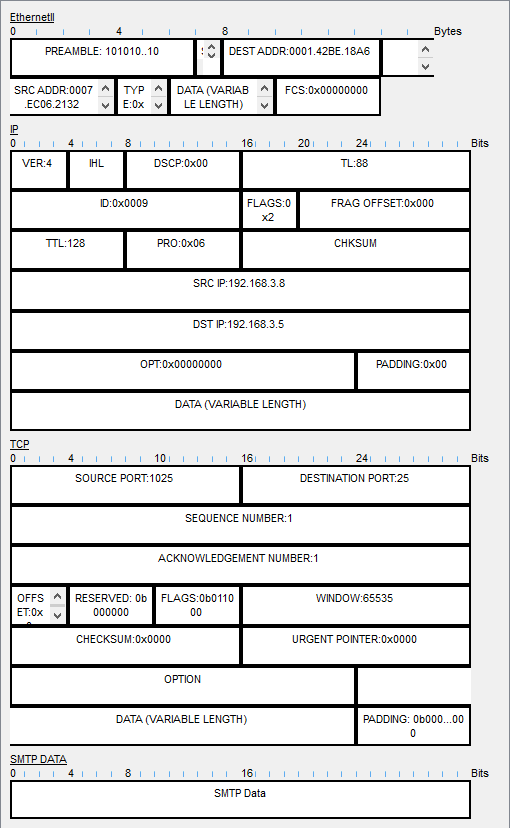 EthernetII
0 4 8 Bytes
PREAMBLE: 101010..10 DEST ADDR:0001.42BE.18A6
SRC ADDR:0007 TYP DATA (VARIAB FCS:0x00000000
.EC06.2132 E:0x LE LENGTH)
IP
0 4 8 16 20 24 Bits
VER:4 IHL DSCP:0x00 TL:88
ID:0x0009 FLAGS:0 FRAG OFFSET:0x000
x2
TTL:128 PRO:0x06 CHKSUM
SRC IP:192.168.3.8
DST IP:192.168.3.5
OPT:0x00000000 PADDING:0x00
DATA (VARIABLE LENGTH)
TCP
0 4 10 16 24 Bits
SOURCE PORT:1025 DESTINATION PORT:25
SEQUENCE NUMBER:1
ACKNOWLEDGEMENT NUMBER:1
OFFS RESERVED: 0b FLAGS:0b0110 WINDOW:65535
ET:0x 000000 00
CHECKSUM:0x0000 URGENT POINTER:0x0000
OPTION
DATA (VARIABLE LENGTH) PADDING: 0b000...00
0
SMTP DATA
0 4 8 16 Bits
SMTP Data